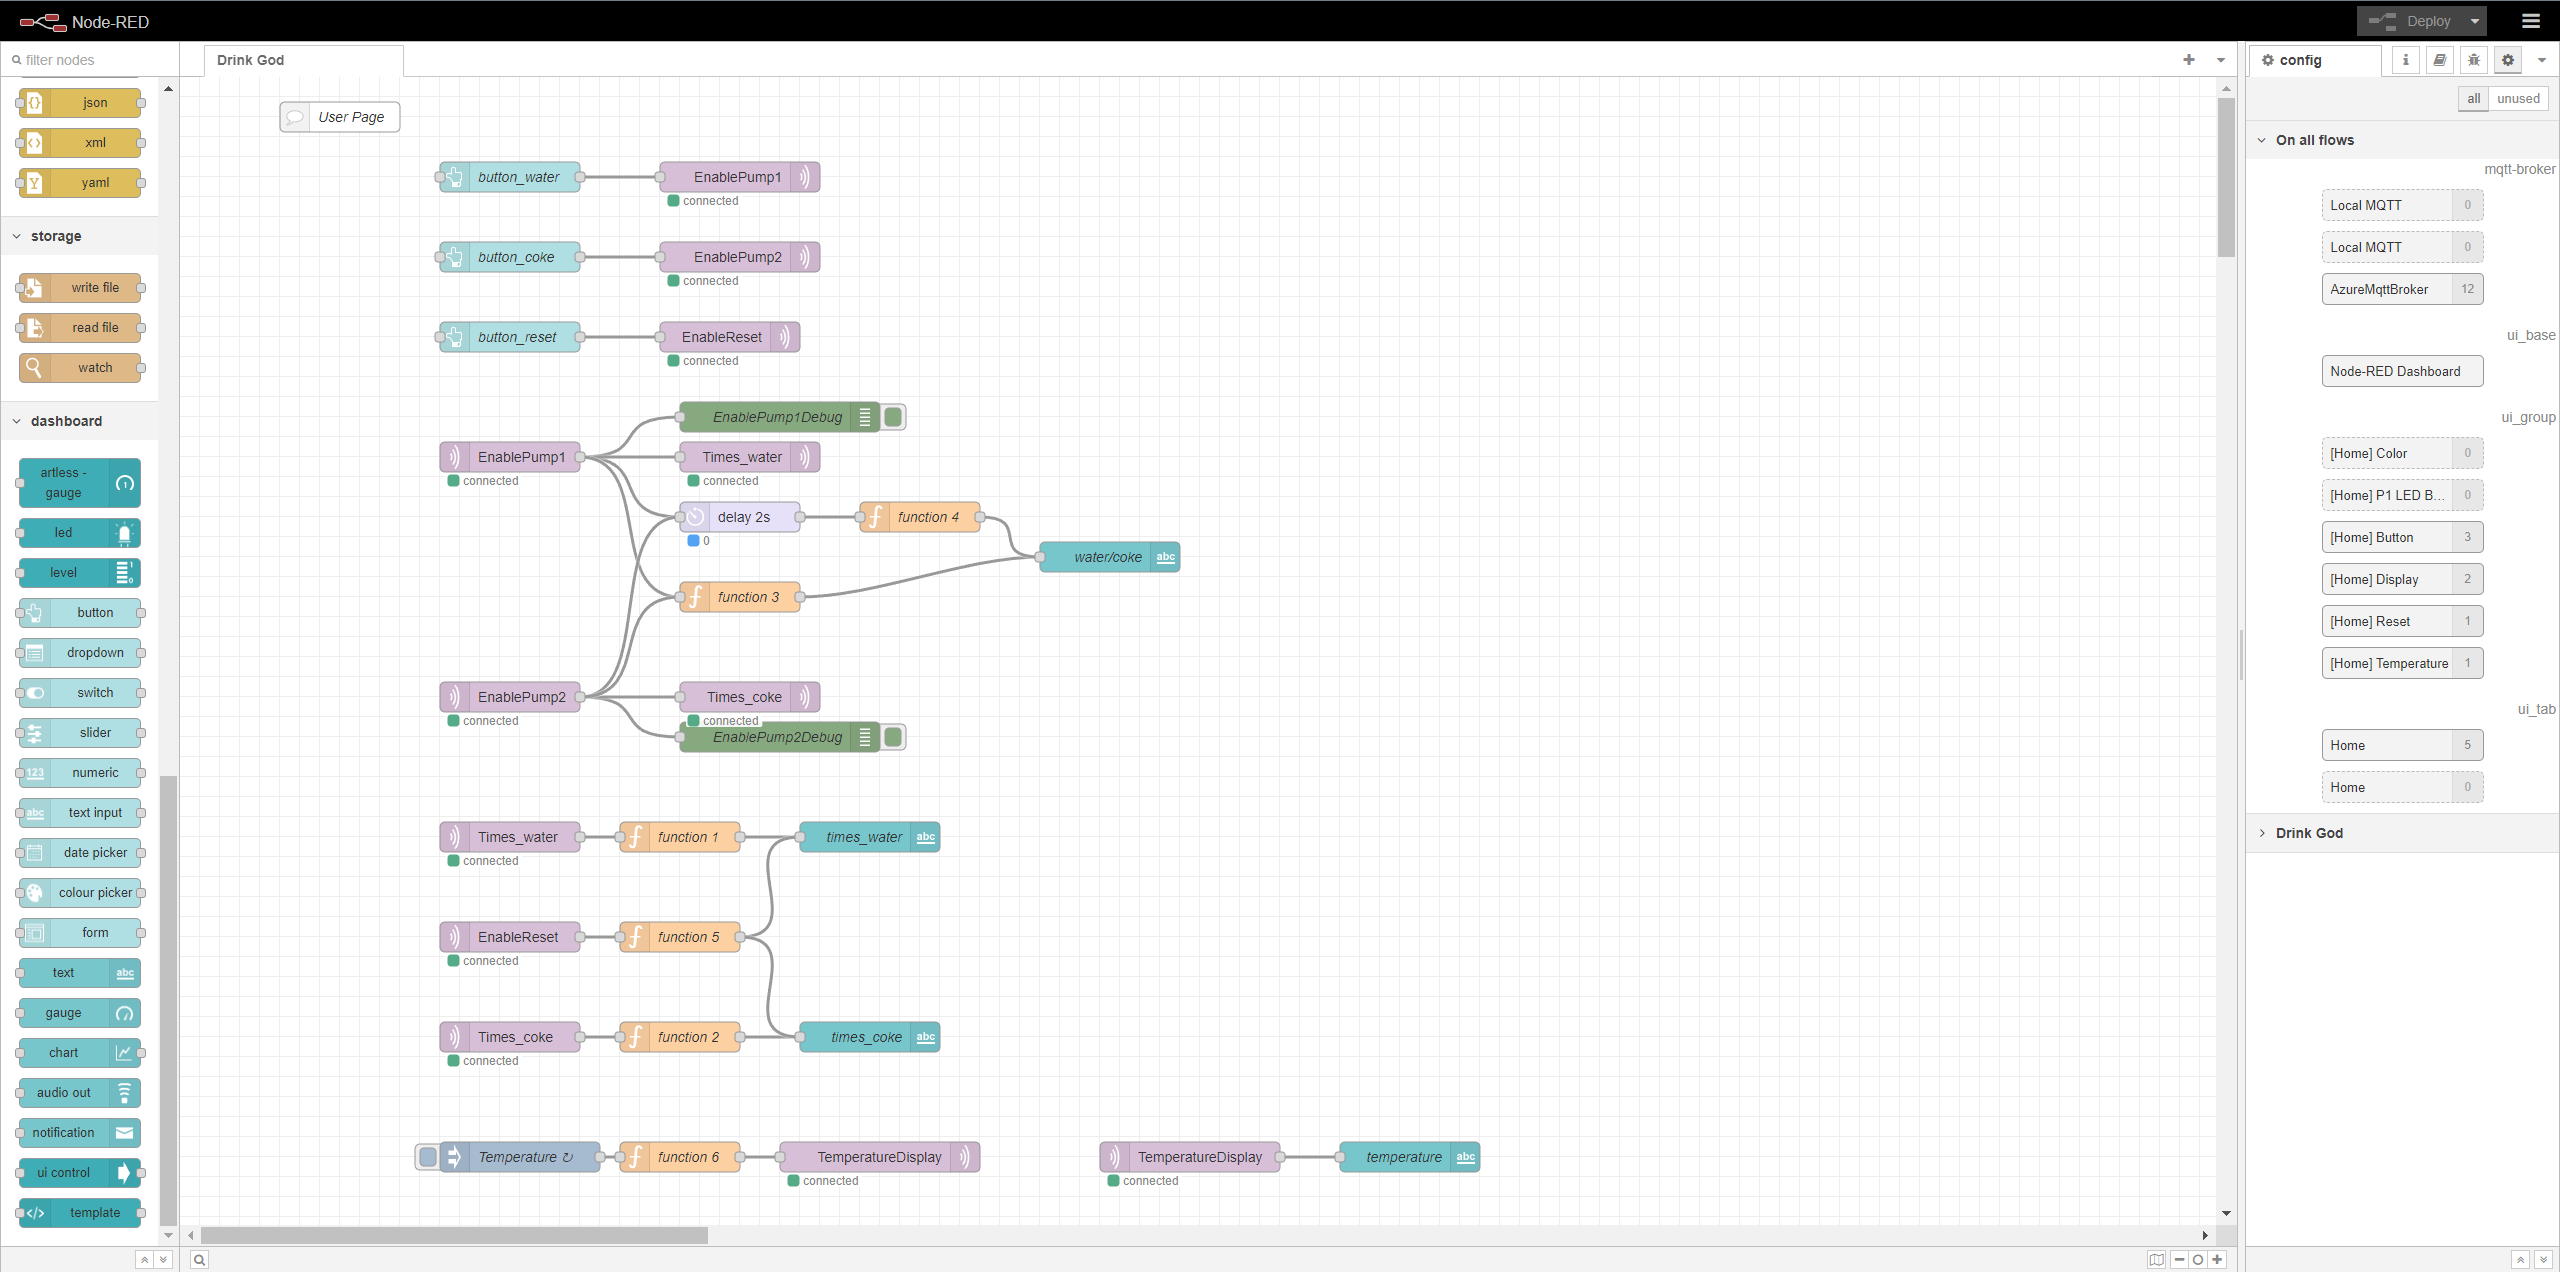 Node-RED
Deploy
filter nodes
json
xml
yaml
storage
write file
read file
watch
dashboard
artless - gauge
led
level
button
dropdown
switch
slider
numeric
text input
date picker
colour picker
form
text
gauge
chart
audio out
notification
ui control
template
Drink God
User Page
button_water
EnablePump1
connected
button_coke
EnablePump2
connected
button_reset
EnableReset
connected
EnablePump1Debug
EnablePump1
connected
Times_water
connected
delay 2s
0
function 4
water/coke
abc
function 3
EnablePump2
connected
Times_coke
connected
EnablePump2Debug
Times_water
connected
function 1
times_water
abc
EnableReset
connected
function 5
Times_coke
connected
function 2
times_coke
abc
Temperature ↻
function 6
TemperatureDisplay
connected
TemperatureDisplay
connected
temperature
abc
config
all
unused
On all flows
mqtt-broker
Local MQTT 0
Local MQTT 0
AzureMqttBroker 12
ui_base
Node-RED Dashboard
ui_group
[Home] Color 0
[Home] P1 LED B... 0
[Home] Button 3
[Home] Display 2
[Home] Reset 1
[Home] Temperature 1
ui_tab
Home 5
Home 0
Drink God